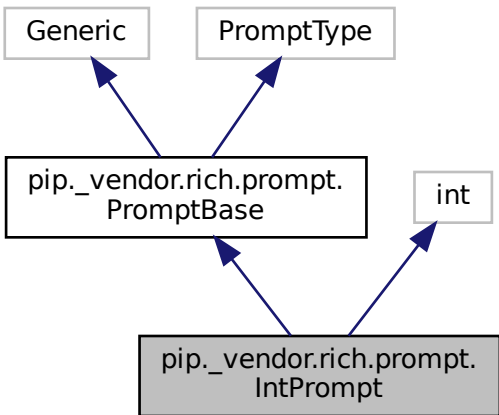 Generic
PromptType
pip._vendor.rich.prompt.
PromptBase
int
pip._vendor.rich.prompt.
IntPrompt